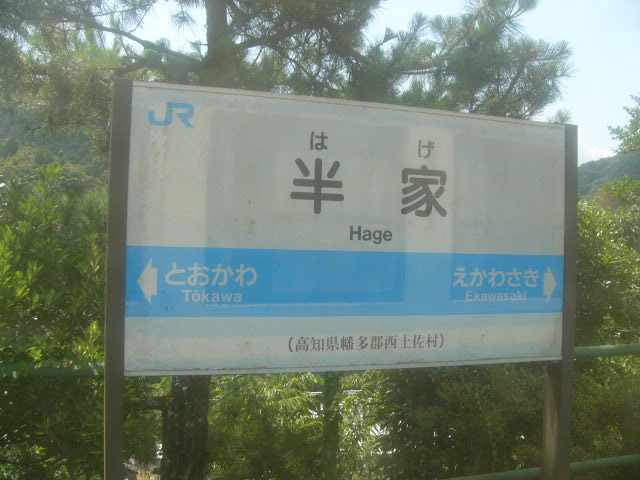 JR
は げ
半 家
Hage
とおかわ えかわさき
Tōkawa Ekawasaki
(高知県幡多郡西土佐村)